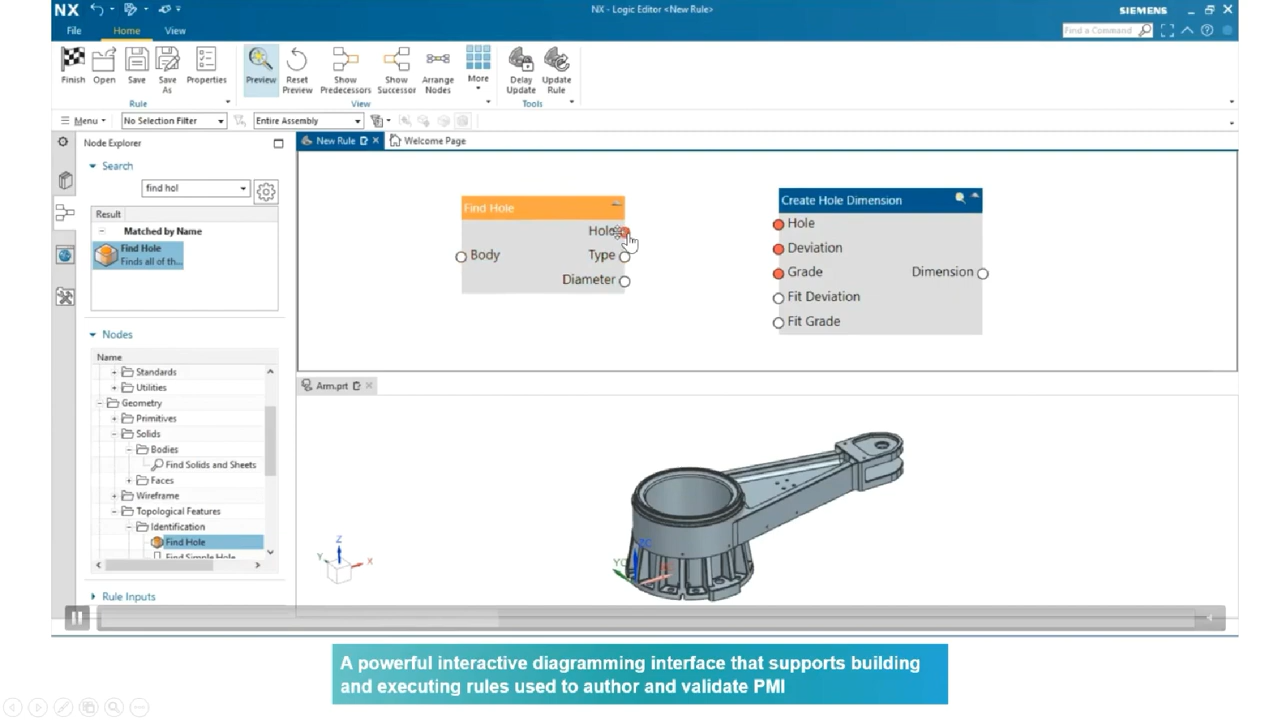 NX
NX - Logic Editor <New Rule>
SIEMENS
File
Home
View
Find a Command
Finish
Open
Save
Save As
Properties
Preview
Reset Preview
Show Predecessors
Show Successor
Arrange Nodes
More
Delay Update
Update Rule
Rule
View
Tools
Menu
No Selection Filter
Entire Assembly
Node Explorer
New Rule
Welcome Page
Search
find hol
Result
Matched by Name
Find Hole
Finds all of th...
Nodes
Name
Standards
Utilities
Geometry
Primitives
Solids
Bodies
Find Solids and Sheets
Faces
Wireframe
Topological Features
Identification
Find Hole
Find Simple Hole
Rule Inputs
Find Hole
Hole
Body
Type
Diameter
Create Hole Dimension
Hole
Deviation
Grade
Dimension
Fit Deviation
Fit Grade
Arm.prt
Z
Y
X
ZC
YC
A powerful interactive diagramming interface that supports building
and executing rules used to author and validate PMI